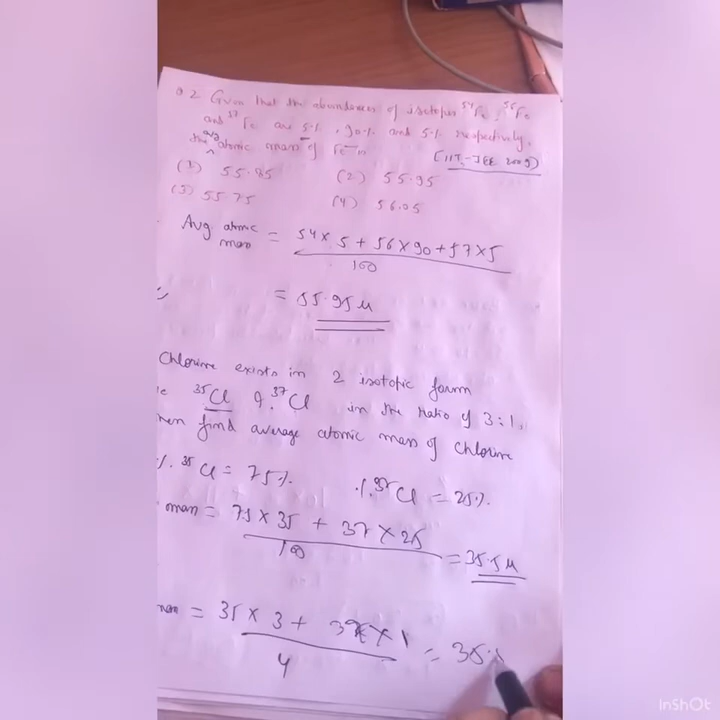 Q.2 Given that the abundances of isotopes ⁵⁴Fe, ⁵⁶Fe
and ⁵⁷Fe are 5%, 90% and 5% respectively,
the avg atomic mass of Fe is
[IIT-JEE 2009]
(1) 55.85 (2) 55.95
(3) 55.75 (4) 56.05
Avg atomic mass = 54×5 + 56×90 + 57×5
100
= 55.95 u
Chlorine exists in 2 isotopic form
³⁵Cl & ³⁷Cl in the ratio of 3:1,
find average atomic mass of Chlorine
%. ³⁵Cl = 75%. %. ³⁷Cl = 25%.
mass = 75 × 35 + 37 × 25
100
= 35.5 u
= 35 × 3 + 37 × 1
4
= 35.
InShOt